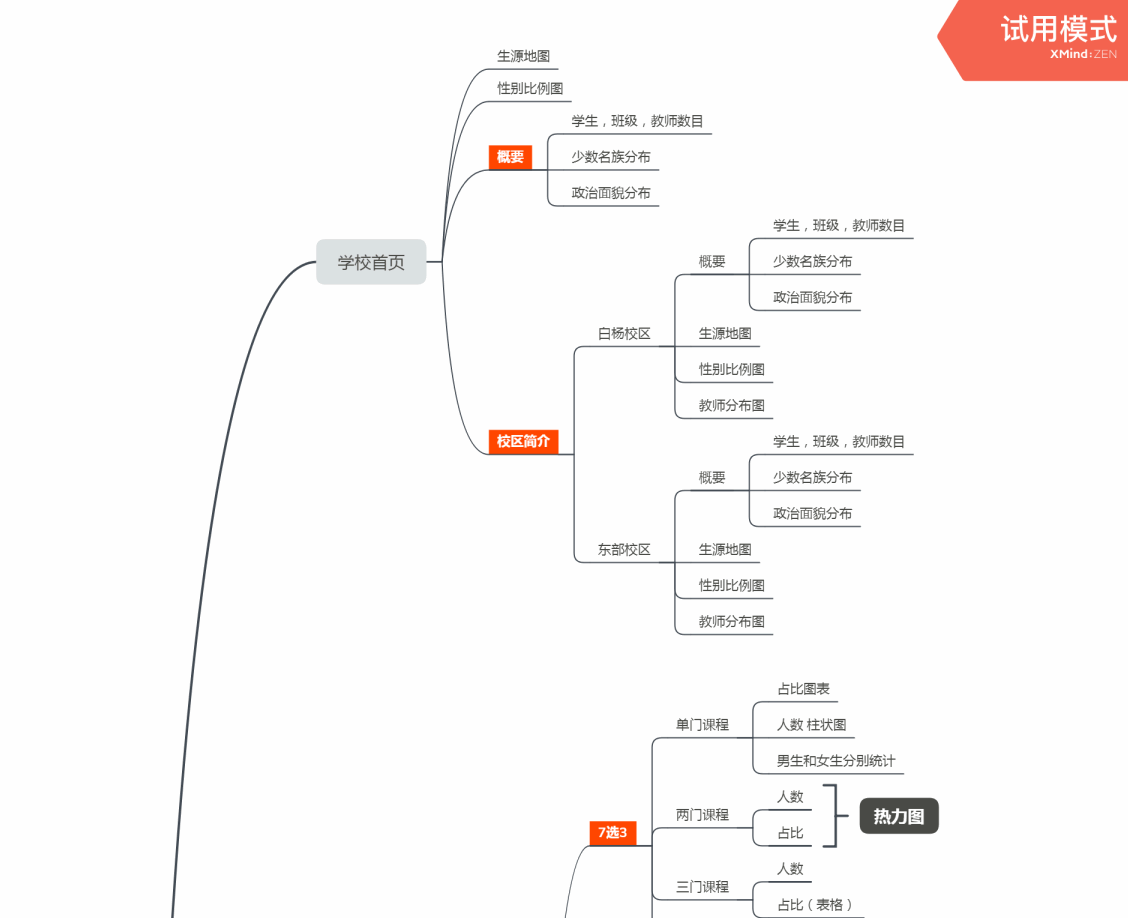 试用模式
XMind:ZEN
生源地图
性别比例图
学生，班级，教师数目
概要
少数名族分布
政治面貌分布
学校首页
学生，班级，教师数目
概要
少数名族分布
政治面貌分布
白杨校区
生源地图
性别比例图
教师分布图
校区简介
学生，班级，教师数目
概要
少数名族分布
政治面貌分布
东部校区
生源地图
性别比例图
教师分布图
占比图表
单门课程
人数 柱状图
男生和女生分别统计
人数
两门课程
热力图
占比
7选3
人数
三门课程
占比（表格）